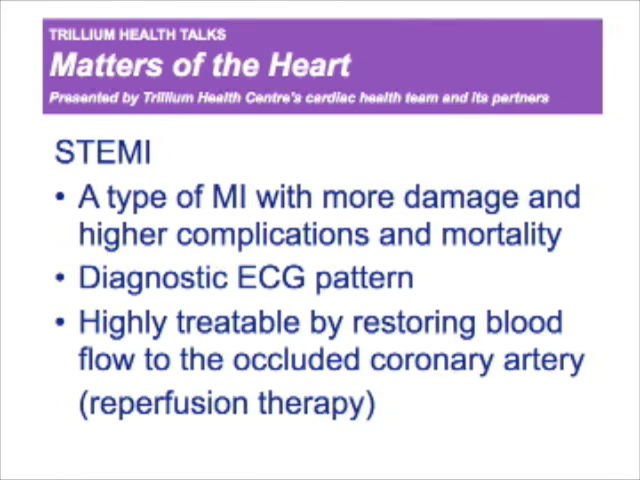 TRILLIUM HEALTH TALKS
Matters of the Heart
Presented by Trillium Health Centre's cardiac health team and its partners
STEMI
• A type of MI with more damage and
higher complications and mortality
• Diagnostic ECG pattern
• Highly treatable by restoring blood
flow to the occluded coronary artery
(reperfusion therapy)